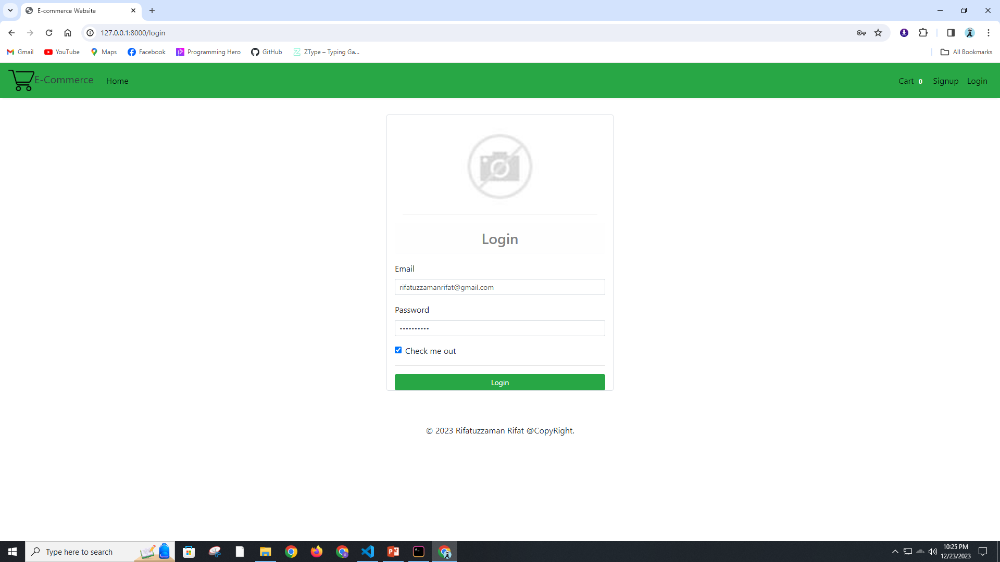 E-commerce Website
127.0.0.1:8000/login
Gmail YouTube Maps Facebook Programming Hero GitHub ZType – Typing Ga... All Bookmarks
E-Commerce Home Cart 0 Signup Login
Login
Email
rifatuzzamanrifat@gmail.com
Password
••••••••••
Check me out
Login
© 2023 Rifatuzzaman Rifat @CopyRight.
Type here to search
10:25 PM
12/23/2023